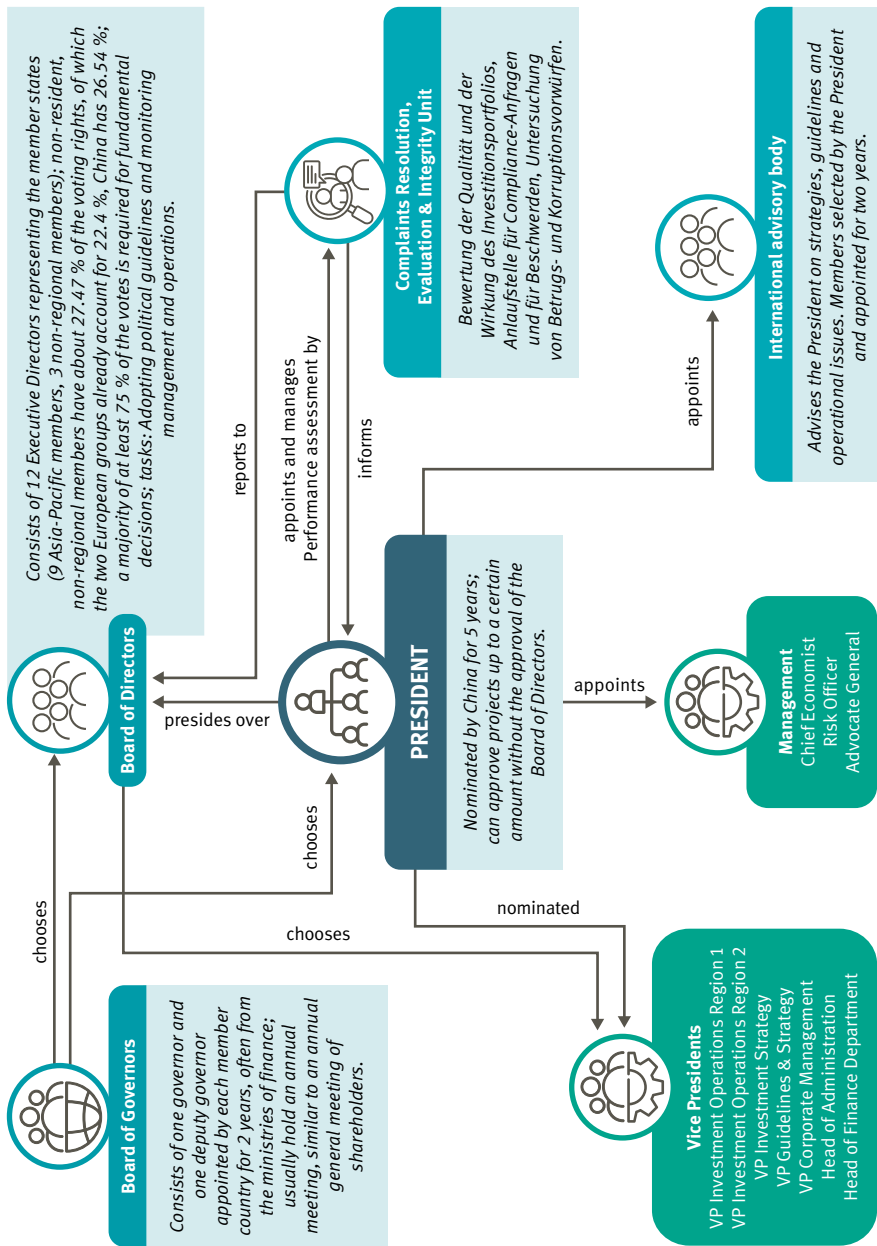 Board of Governors
Consists of one governor and
one deputy governor
appointed by each member
country for 2 years, often from
the ministries of finance;
usually hold an annual
meeting, similar to an annual
general meeting of
shareholders.
chooses
chooses
Board of Directors
Consists of 12 Executive Directors representing the member states
(9 Asia-Pacific members, 3 non-regional members); non-resident,
non-regional members have about 27.47 % of the voting rights, of which
the two European groups already account for 22.4 %, China has 26.54 %;
a majority of at least 75 % of the votes is required for fundamental
decisions; tasks: Adopting political guidelines and monitoring
management and operations.
presides over
reports to
chooses
PRESIDENT
Nominated by China for 5 years;
can approve projects up to a certain
amount without the approval of the
Board of Directors.
appoints and manages
Performance assessment by
informs
Complaints Resolution,
Evaluation & Integrity Unit
Bewertung der Qualität und der
Wirkung des Investitionsportfolios,
Anlaufstelle für Compliance-Anfragen
und für Beschwerden, Untersuchung
von Betrugs- und Korruptionsvorwürfen.
nominated
Vice Presidents
VP Investment Operations Region 1
VP Investment Operations Region 2
VP Investment Strategy
VP Guidelines & Strategy
VP Corporate Management
Head of Administration
Head of Finance Department
appoints
Management
Chief Economist
Risk Officer
Advocate General
appoints
International advisory body
Advises the President on strategies, guidelines and
operational issues. Members selected by the President
and appointed for two years.